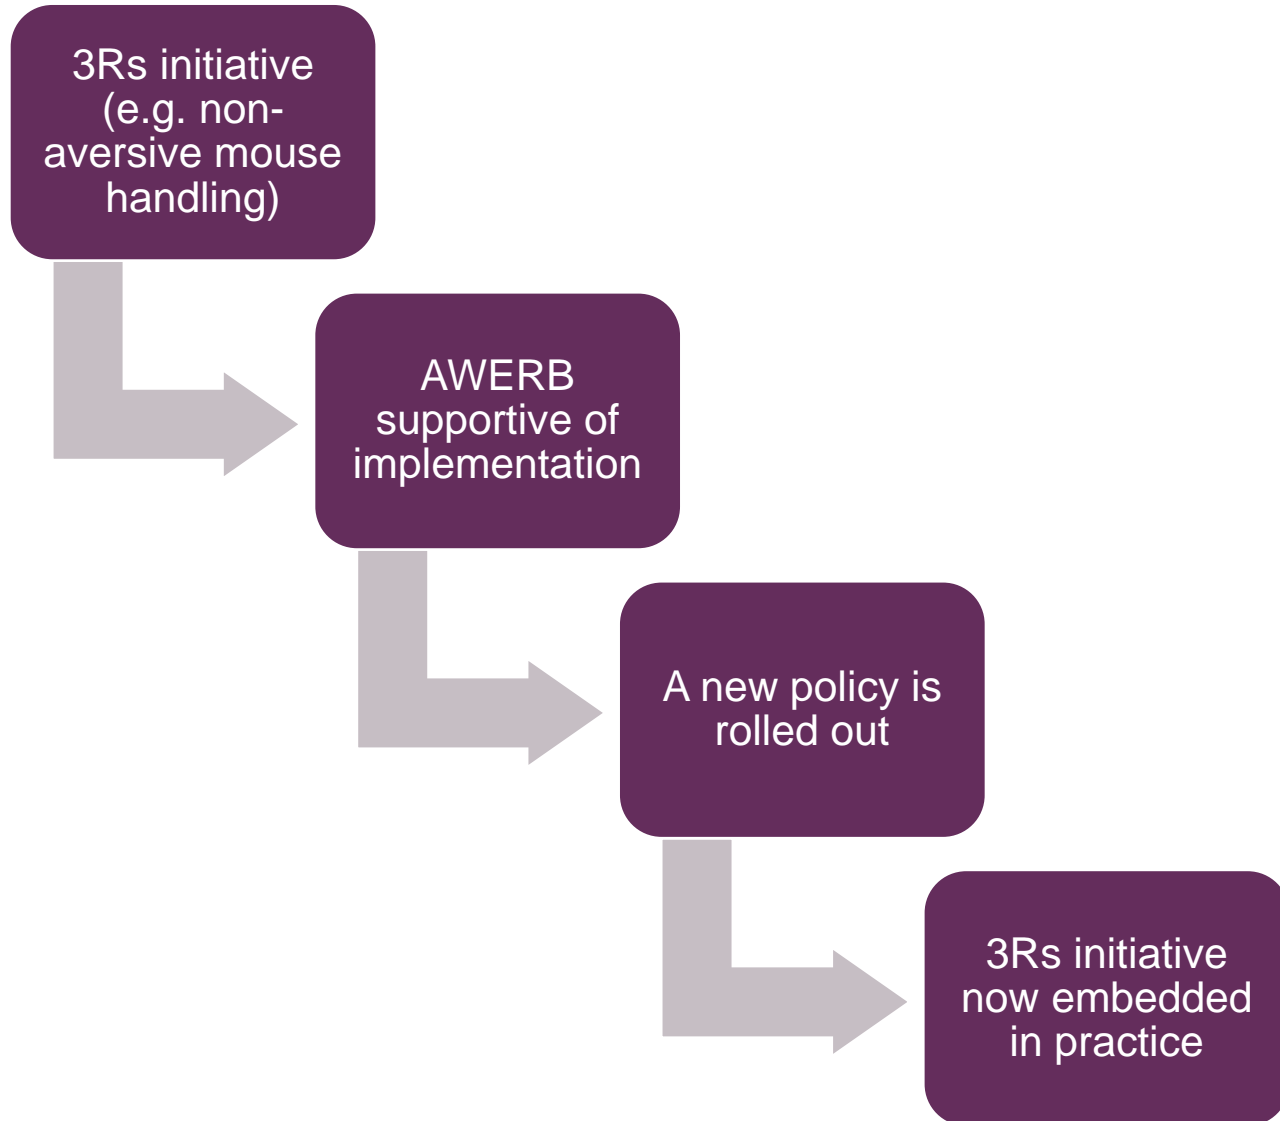 3Rs initiative
(e.g. non-
aversive mouse
handling)
AWERB
supportive of
implementation
A new policy is
rolled out
3Rs initiative
now embedded
in practice